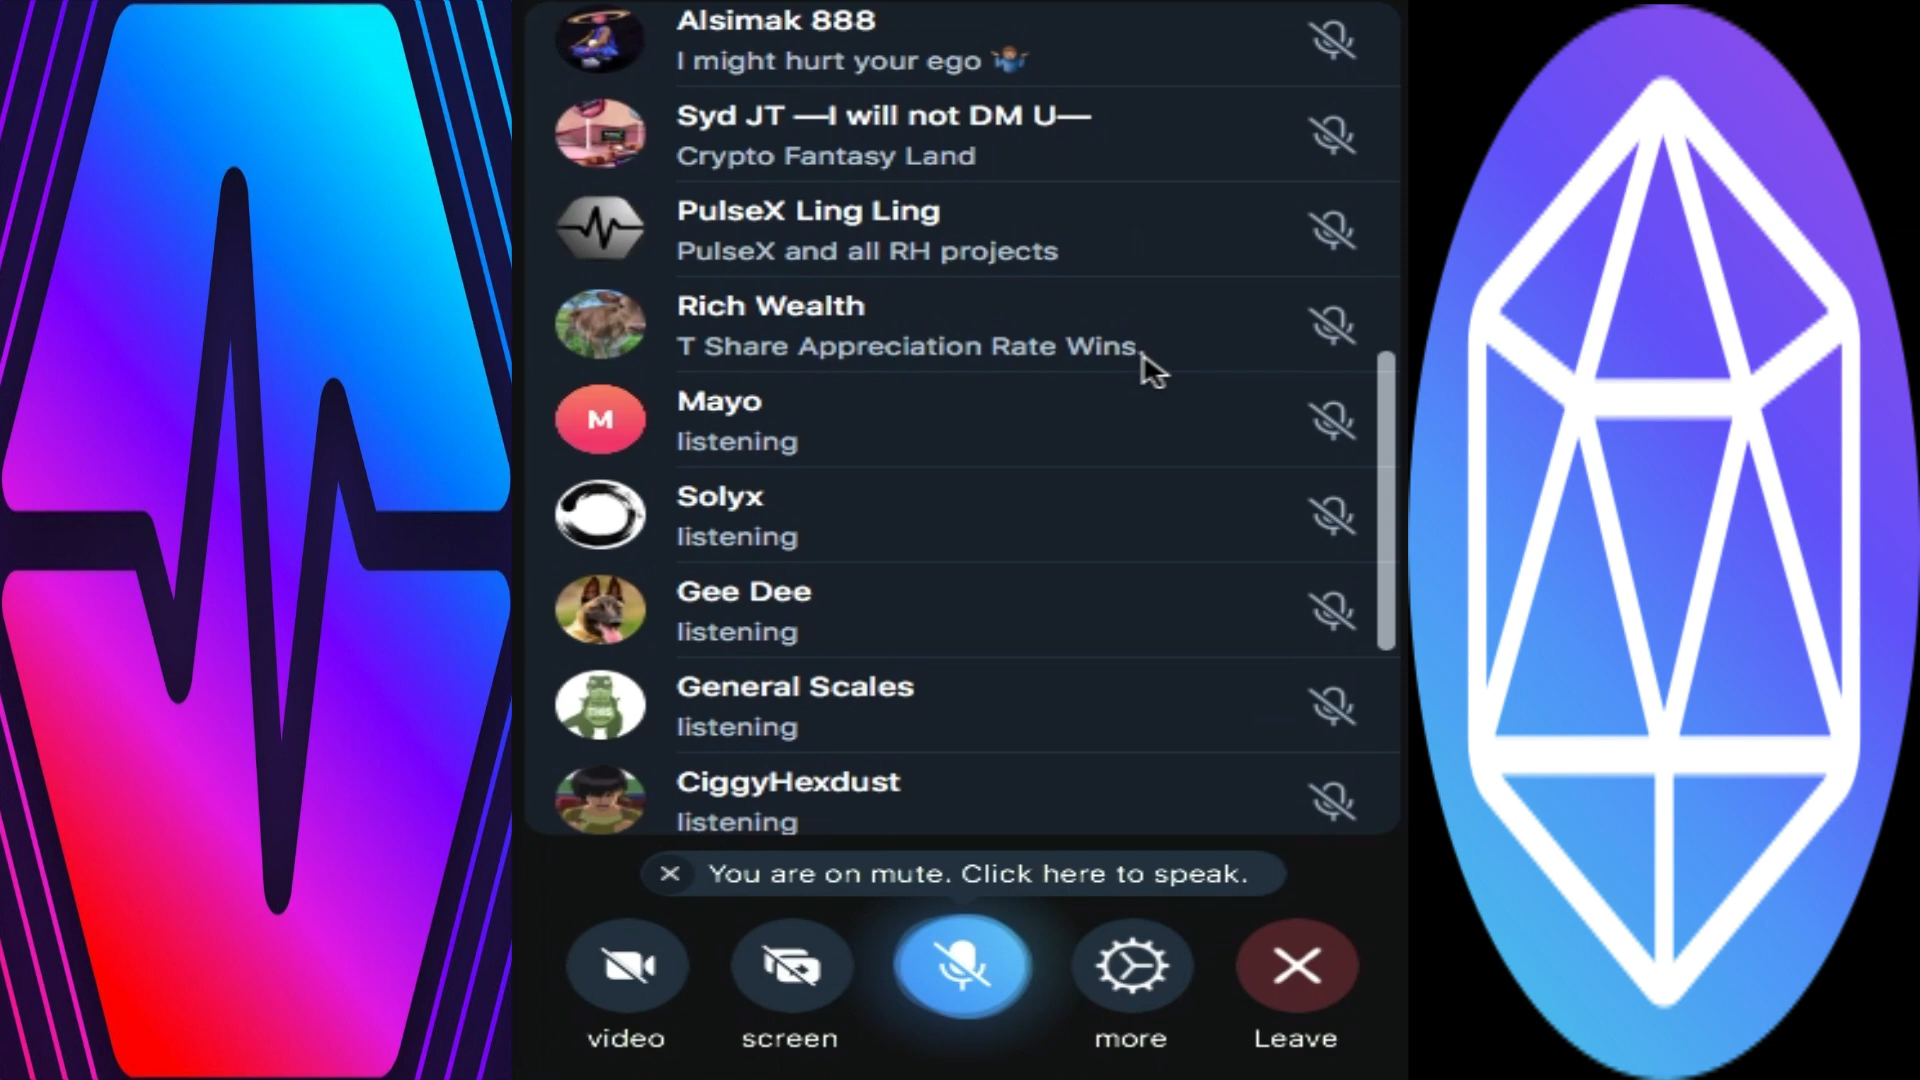 Alsimak 888
I might hurt your ego 🤷🏽‍♂️
Syd JT —I will not DM U—
Crypto Fantasy Land
PulseX Ling Ling
PulseX and all RH projects
Rich Wealth
T Share Appreciation Rate Wins.
M
Mayo
listening
Solyx
listening
Gee Dee
listening
General Scales
listening
THIS
CiggyHexdust
listening
You are on mute. Click here to speak.
video
screen
more
Leave